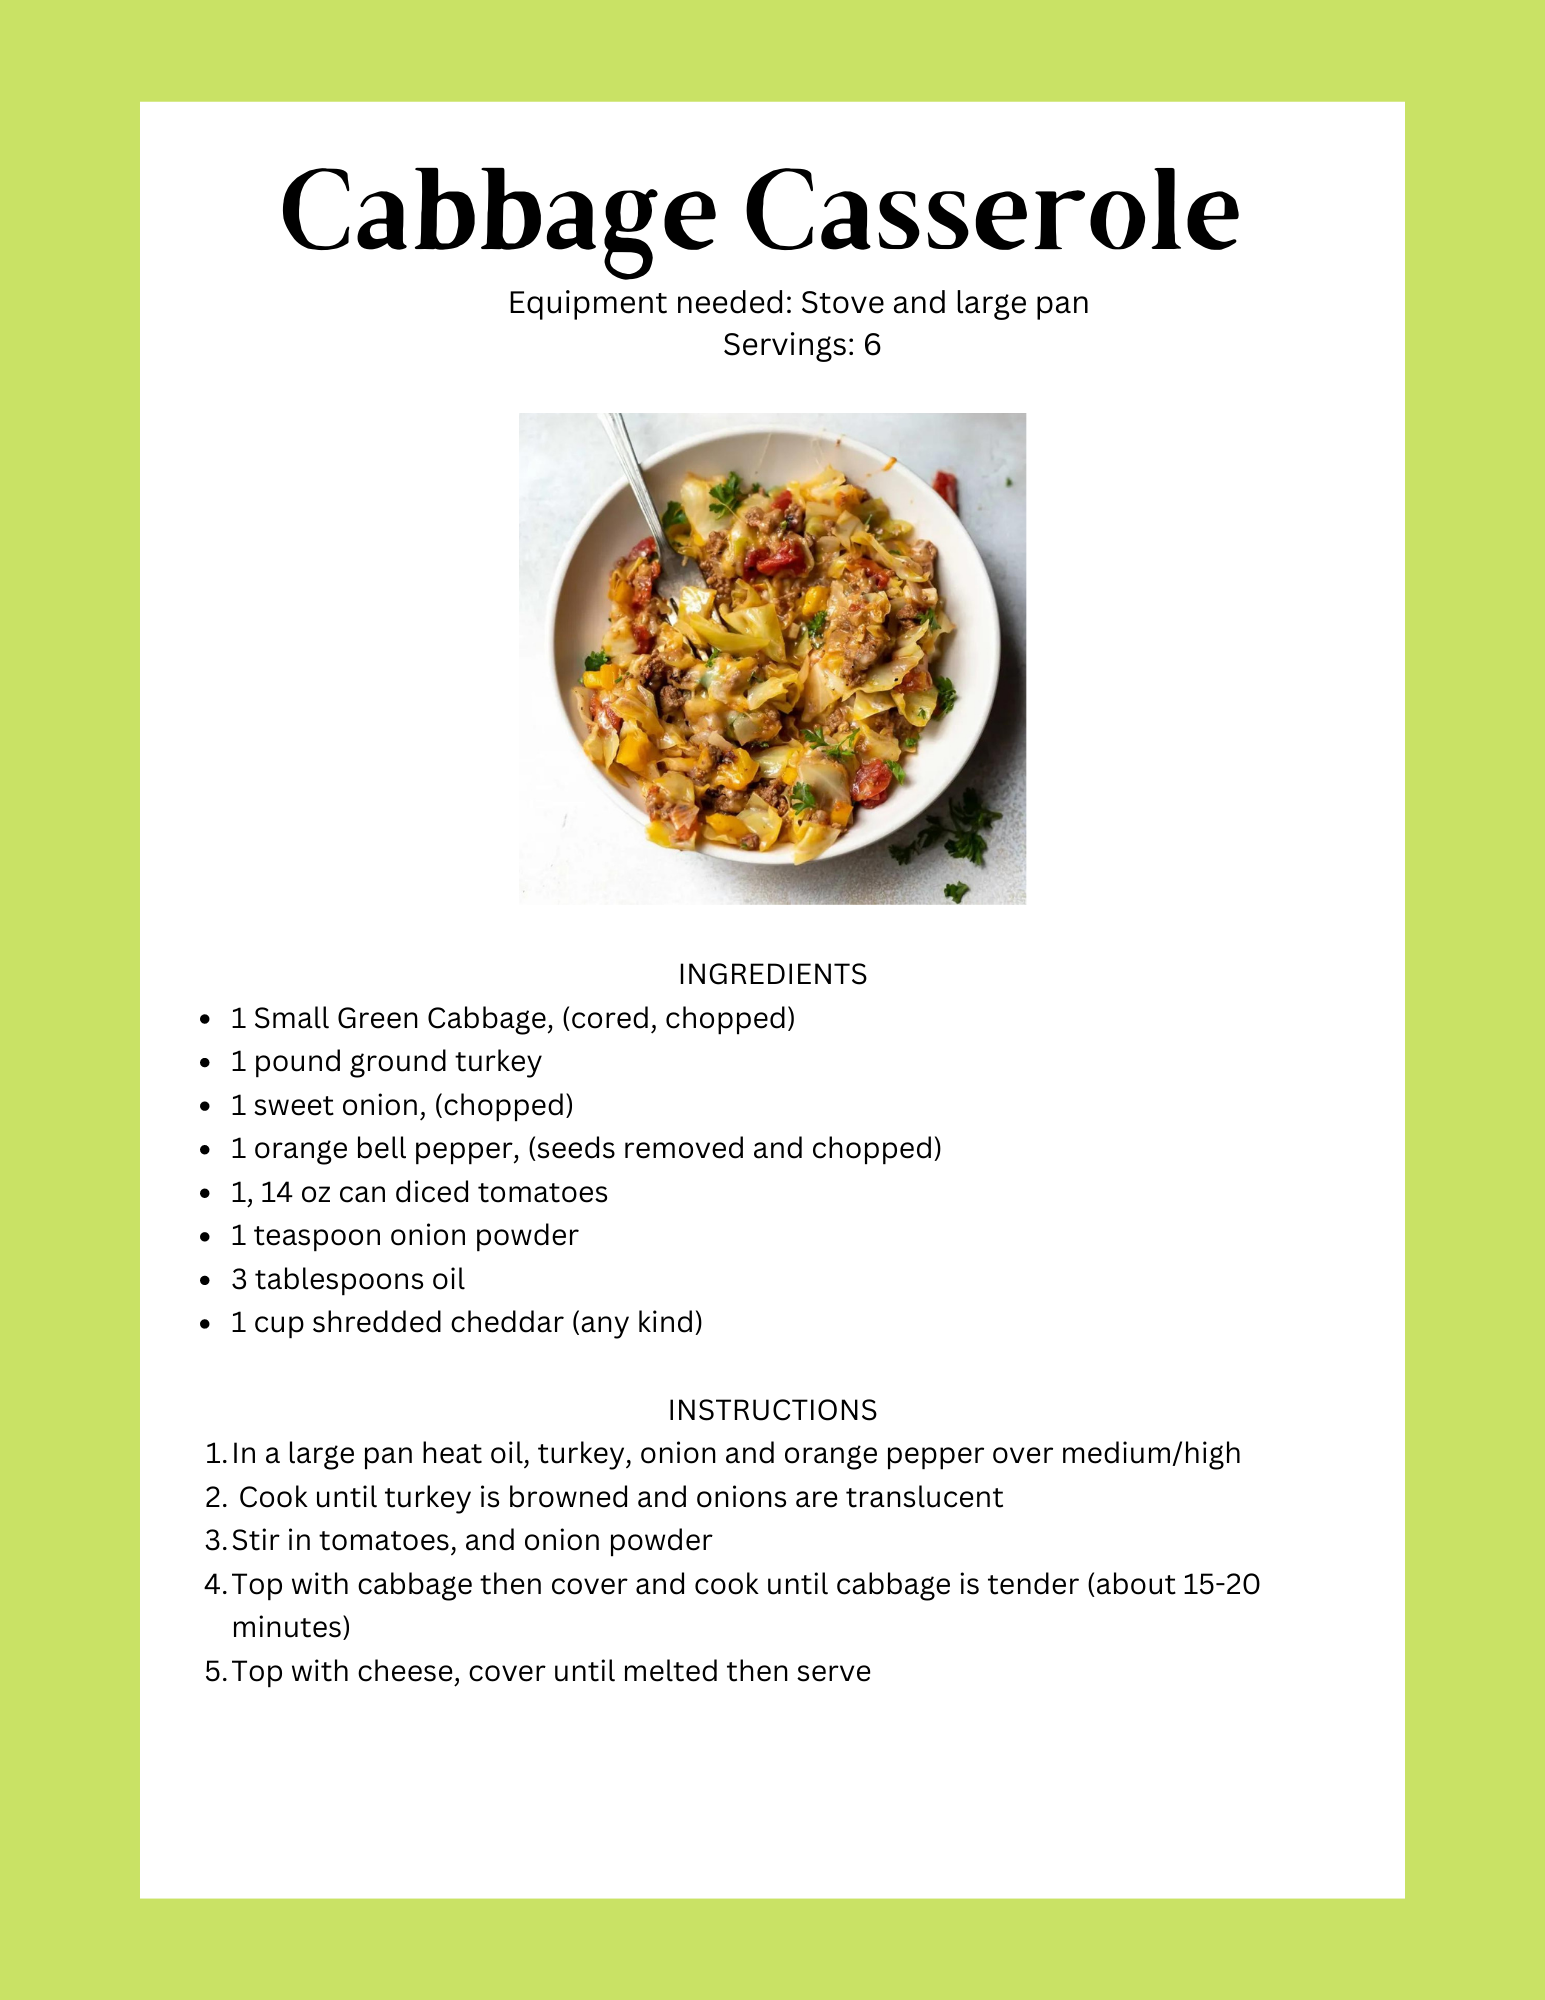 Cabbage Casserole
Equipment needed: Stove and large pan
Servings: 6
INGREDIENTS
• 1 Small Green Cabbage, (cored, chopped)
• 1 pound ground turkey
• 1 sweet onion, (chopped)
• 1 orange bell pepper, (seeds removed and chopped)
• 1, 14 oz can diced tomatoes
• 1 teaspoon onion powder
• 3 tablespoons oil
• 1 cup shredded cheddar (any kind)
INSTRUCTIONS
1. In a large pan heat oil, turkey, onion and orange pepper over medium/high
2. Cook until turkey is browned and onions are translucent
3. Stir in tomatoes, and onion powder
4. Top with cabbage then cover and cook until cabbage is tender (about 15-20
minutes)
5. Top with cheese, cover until melted then serve